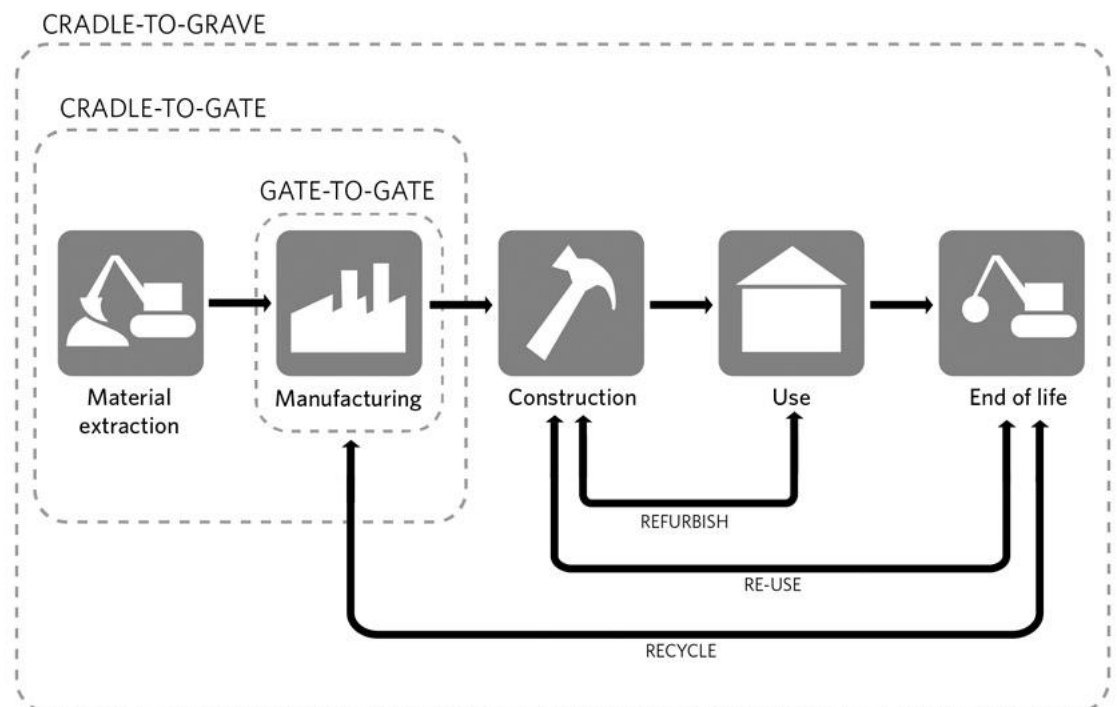 CRADLE-TO-GRAVE
CRADLE-TO-GATE
GATE-TO-GATE
Material
extraction
Manufacturing
Construction
Use
End of life
REFURBISH
RE-USE
RECYCLE